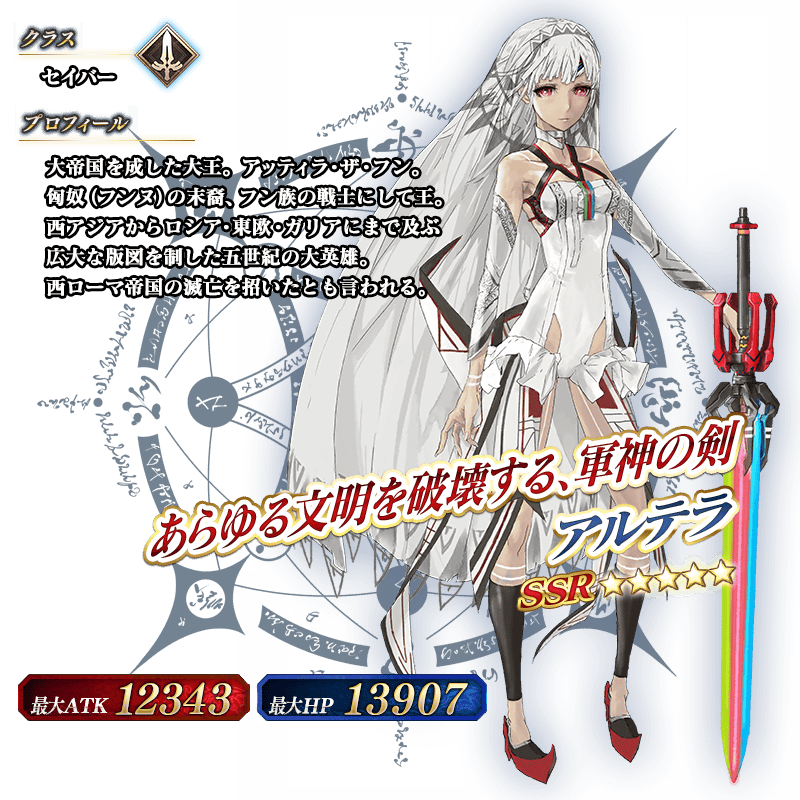 クラス
セイバー
プロフィール
大帝国を成した大王。アッティラ・ザ・フン。
匈奴(フンヌ)の末裔、フン族の戦士にして王。
西アジアからロシア・東欧・ガリアにまで及ぶ
広大な版図を制した五世紀の大英雄。
西ローマ帝国の滅亡を招いたとも言われる。
あらゆる文明を破壊する、軍神の剣
アルテラ
SSR ★★★★★
最大ATK 12343
最大HP 13907